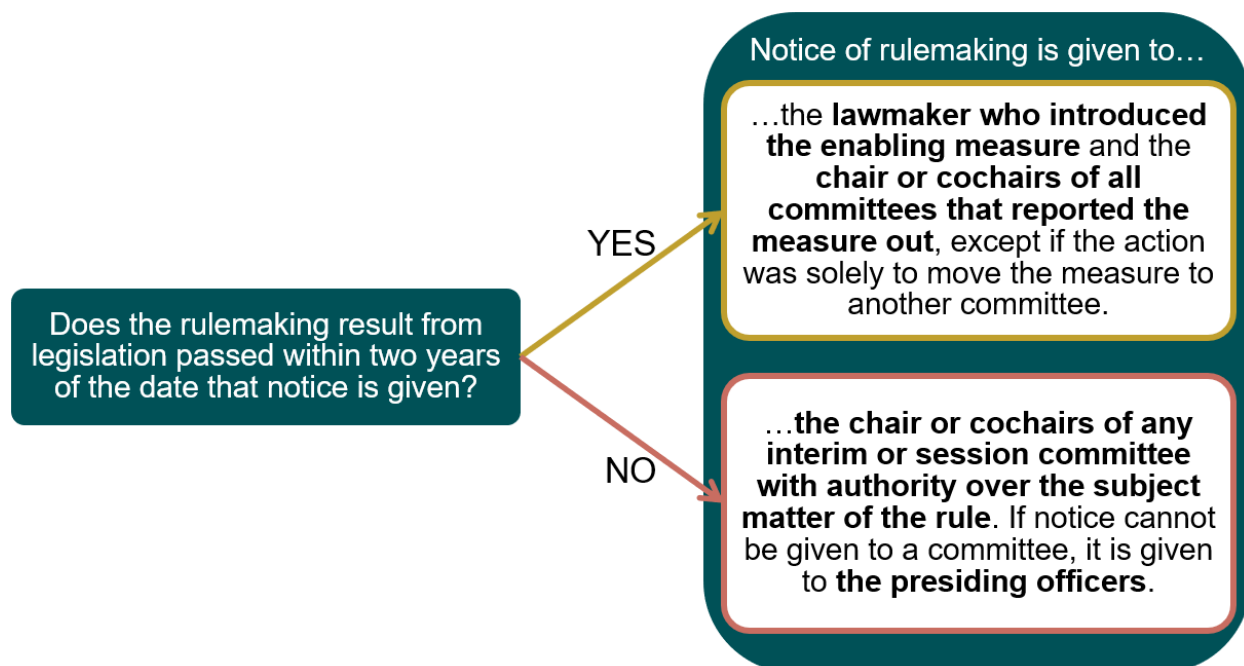 Notice of rulemaking is given to…
…the lawmaker who introduced
the enabling measure and the
chair or cochairs of all
committees that reported the
measure out, except if the action
was solely to move the measure to
another committee.
YES
Does the rulemaking result from
legislation passed within two years
of the date that notice is given?
NO
…the chair or cochairs of any
interim or session committee
with authority over the subject
matter of the rule. If notice cannot
be given to a committee, it is given
to the presiding officers.